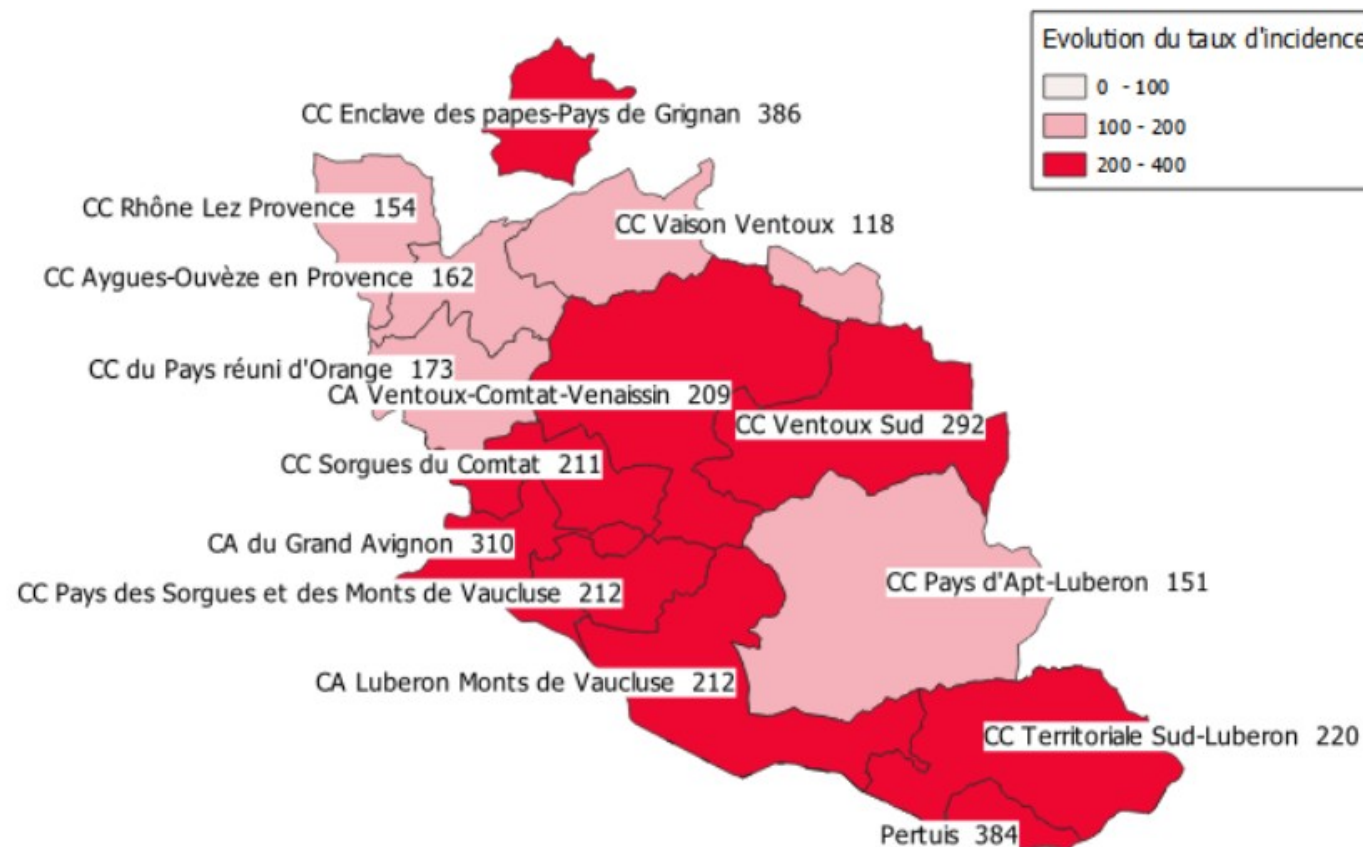 Evolution du taux d'incidence
0 - 100
100 - 200
200 - 400
CC Enclave des papes-Pays de Grignan 386
CC Rhône Lez Provence 154
CC Vaison Ventoux 118
CC Aygues-Ouvèze en Provence 162
CC du Pays réuni d'Orange 173
CA Ventoux-Comtat-Venaissin 209
CC Ventoux Sud 292
CC Sorgues du Comtat 211
CA du Grand Avignon 310
CC Pays d'Apt-Luberon 151
CC Pays des Sorgues et des Monts de Vaucluse 212
CA Luberon Monts de Vaucluse 212
CC Territoriale Sud-Luberon 220
Pertuis 384